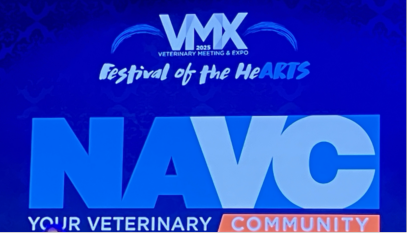 VMX
2025
VETERINARY MEETING & EXPO
Festival of the HeARTS
NAVC
YOUR VETERINARY COMMUNITY